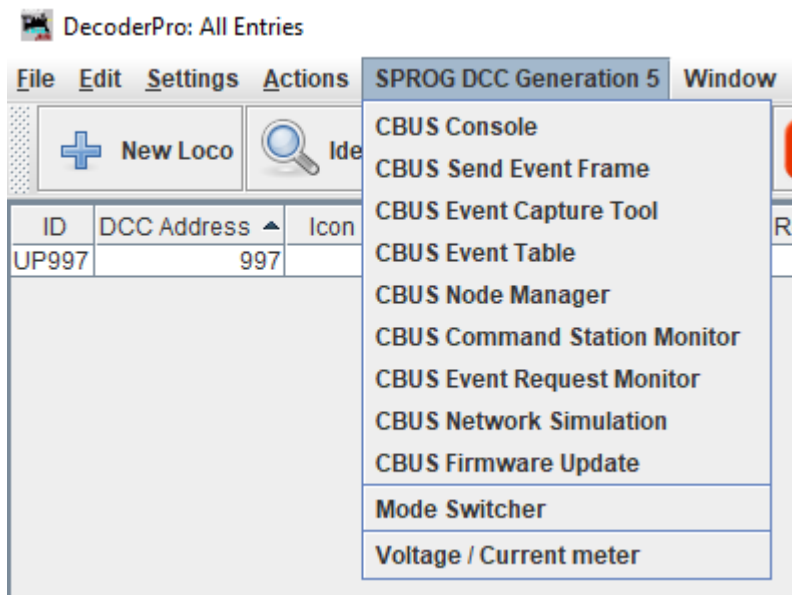 DecoderPro: All Entries
File Edit Settings Actions SPROG DCC Generation 5 Window
New Loco Ide
CBUS Console
CBUS Send Event Frame
CBUS Event Capture Tool
CBUS Event Table
CBUS Node Manager
CBUS Command Station Monitor
CBUS Event Request Monitor
CBUS Network Simulation
CBUS Firmware Update
Mode Switcher
Voltage / Current meter
ID DCC Address Icon R
UP997 997